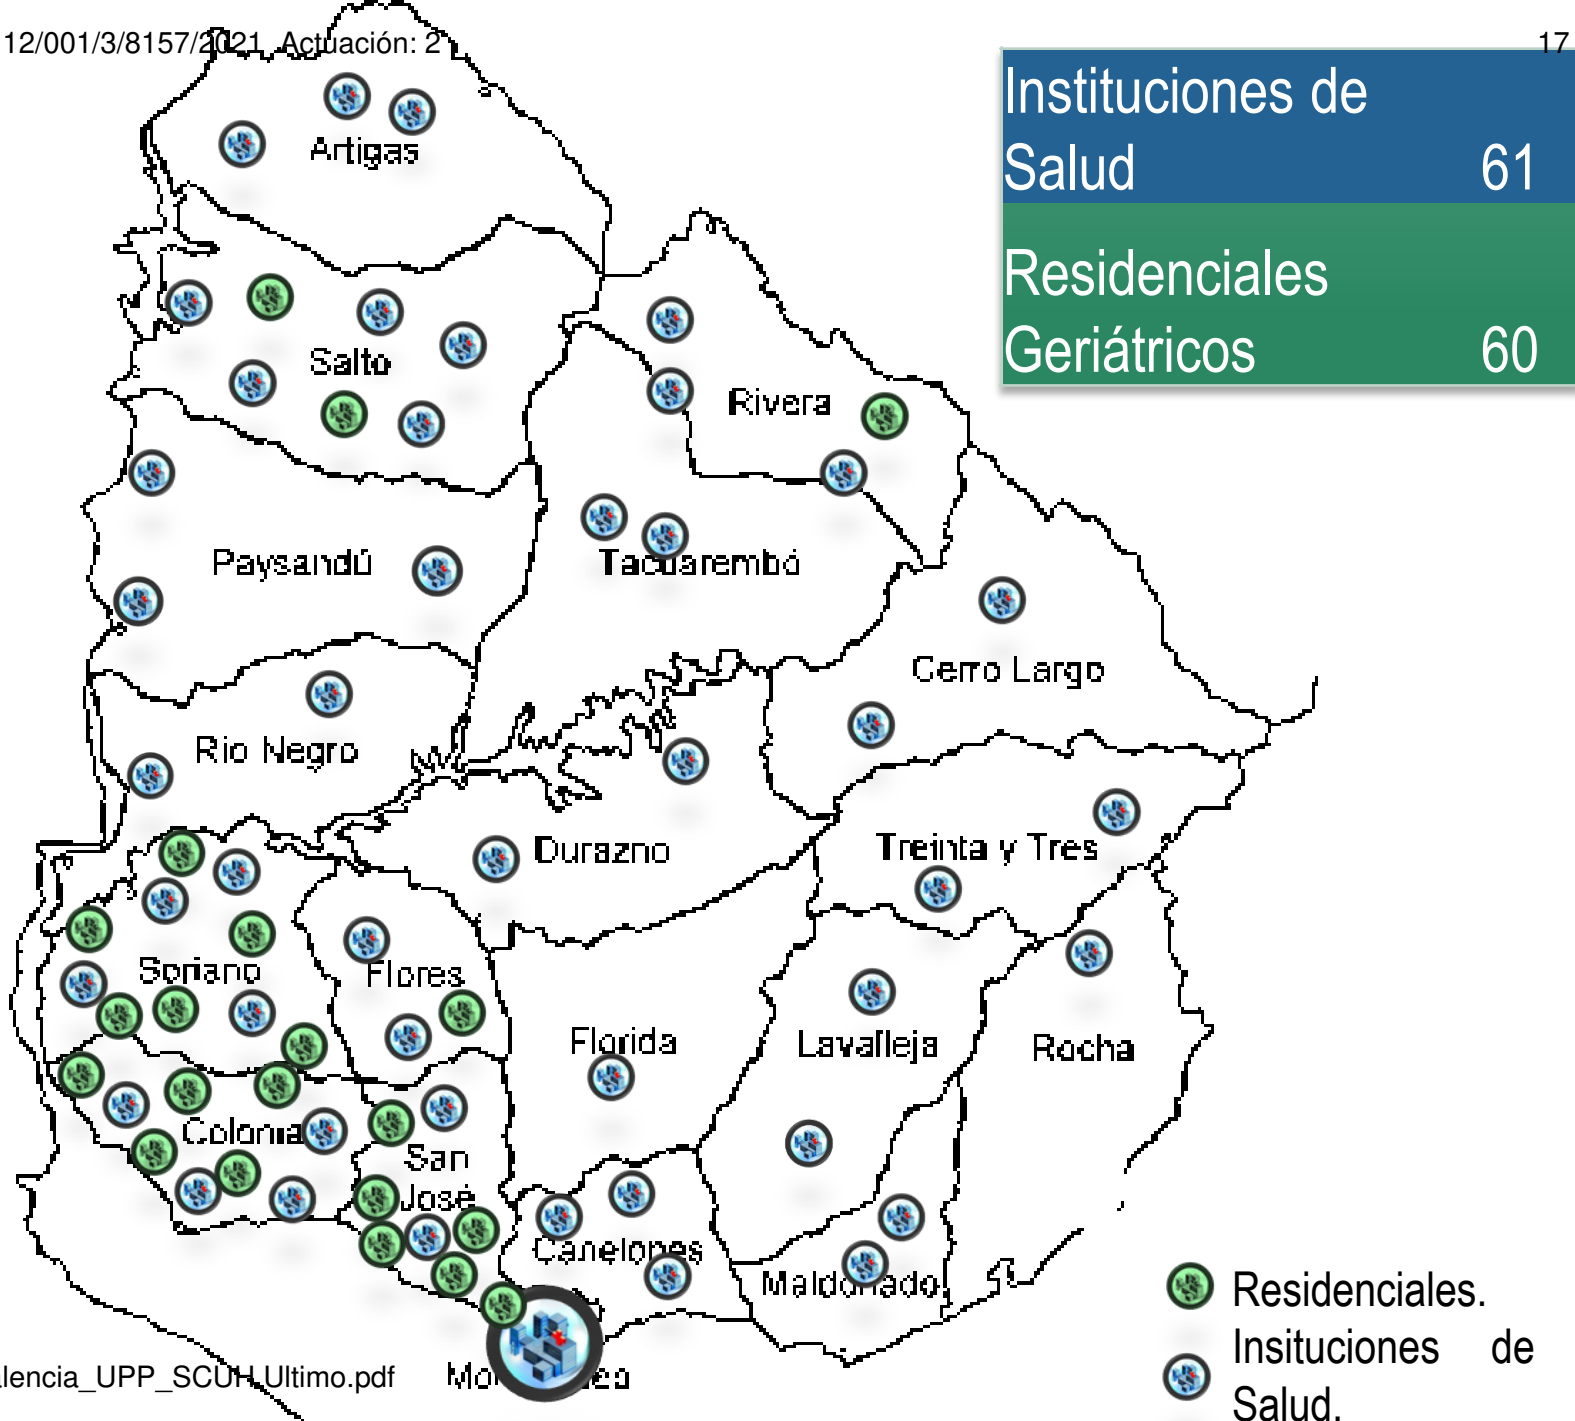 12/001/3/8157/2021 Actuación: 2
17
Instituciones de
Salud 61
Residenciales
Geriátricos 60
Artigas
Salto
Rivera
Paysandú
Tacuarembó
Cerro Largo
Río Negro
Durazno
Treinta y Tres
Soriano
Flores
Florida
Lavalleja
Rocha
Colonia
San
José
Canelones
Maldonado
Residenciales.
Insituciones de
Salud.
alencia_UPP_SCUH_Ultimo.pdf